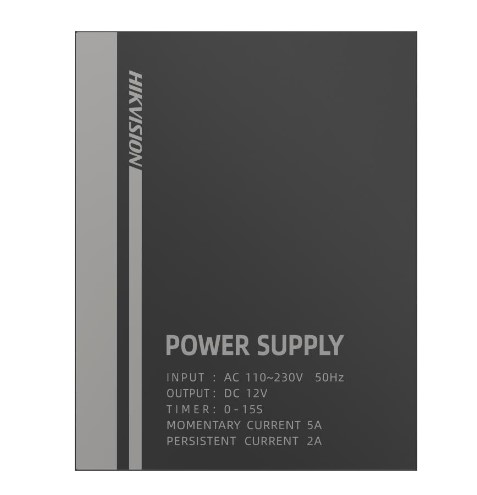 HIKVISION
POWER SUPPLY
INPUT : AC 110~230V 50Hz
OUTPUT: DC 12V
TIMER: 0-15S
MOMENTARY CURRENT 5A
PERSISTENT CURRENT 2A